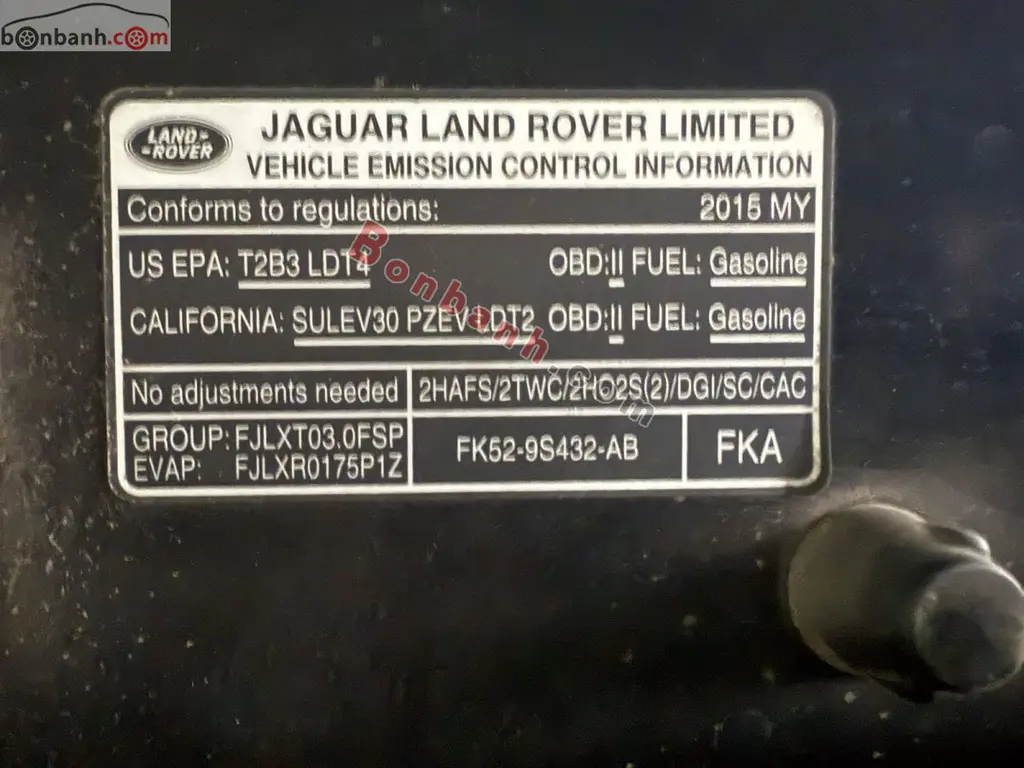 bonbanh.com
LAND-
-ROVER
JAGUAR LAND ROVER LIMITED
VEHICLE EMISSION CONTROL INFORMATION
Conforms to regulations: 2015 MY
US EPA: T2B3 LDT4 OBD:II FUEL: Gasoline
CALIFORNIA: SULEV30 PZEV LDT2 OBD:II FUEL: Gasoline
Bonbanh.com
No adjustments needed 2HAFS/2TWC/2HO2S(2)/DGI/SC/CAC
GROUP: FJLXT03.0FSP
EVAP: FJLXR0175P1Z
FK52-9S432-AB FKA